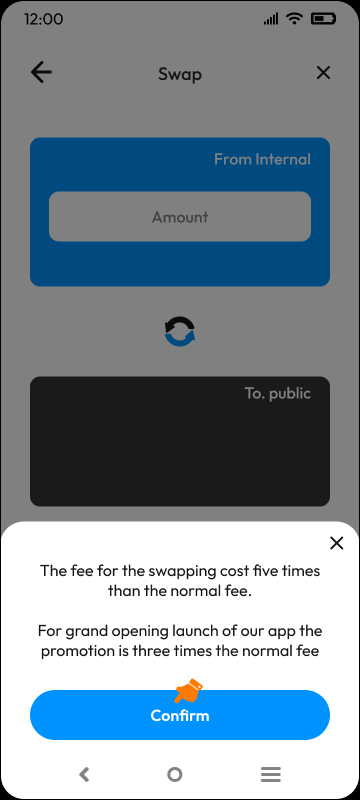 12:00
Swap
From Internal
Amount
To. public
The fee for the swapping cost five times
than the normal fee.
For grand opening launch of our app the
promotion is three times the normal fee
Confirm